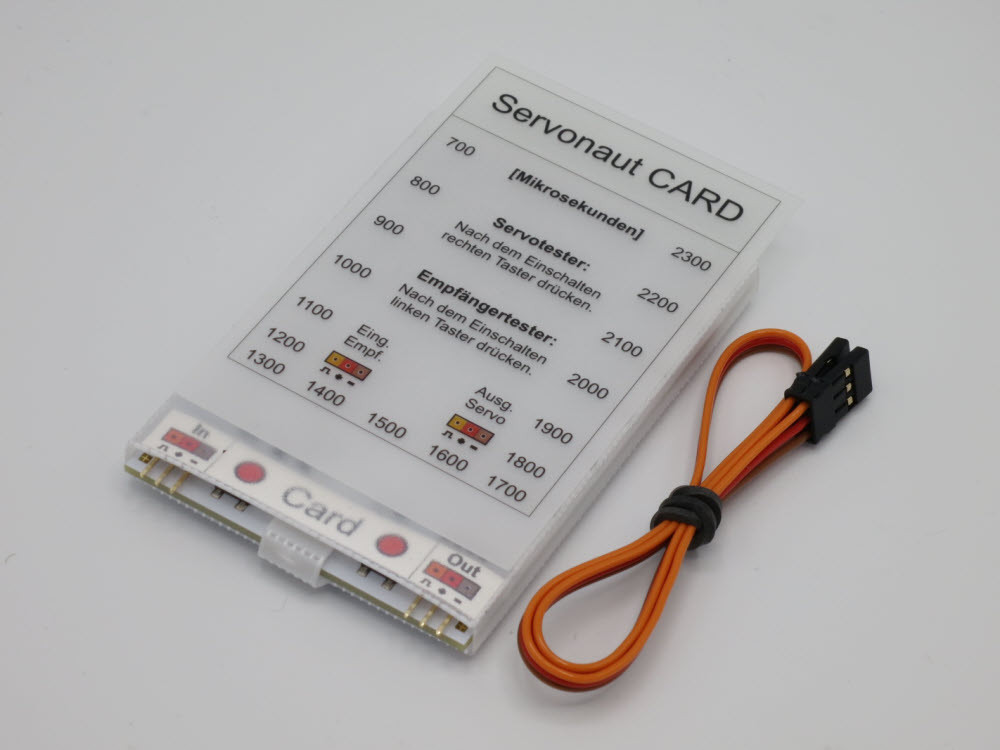 Servonaut CARD
700
[Mikrosekunden]
2300
800
Servotester:
Nach dem Einschalten
rechten Taster drücken.
2200
900
Empfängertester:
Nach dem Einschalten
linken Taster drücken.
2100
1000
2000
1100
Eing.
Empf.
Ausg.
Servo
1900
1200
1800
1300
1400
1500
1600
1700
In
Card
Out